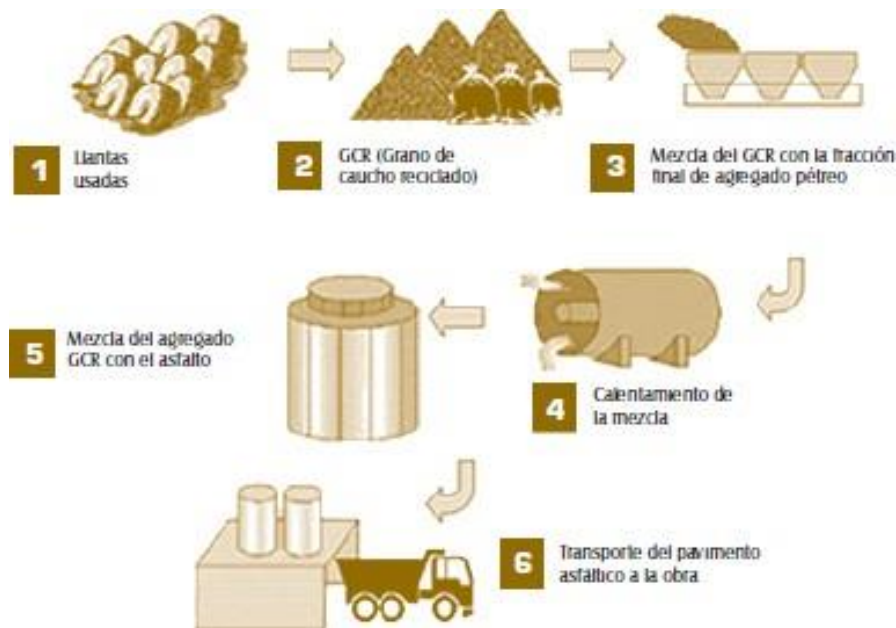 1
Llantas
usadas
2
GCR (Grano de
caucho reciclado)
3
Mezcla del GCR con la fracción
final de agregado pétreo
4
Calentamiento de
la mezcla
5
Mezcla del agregado
GCR con el asfalto
6
Transporte del pavimento
asfáltico a la obra